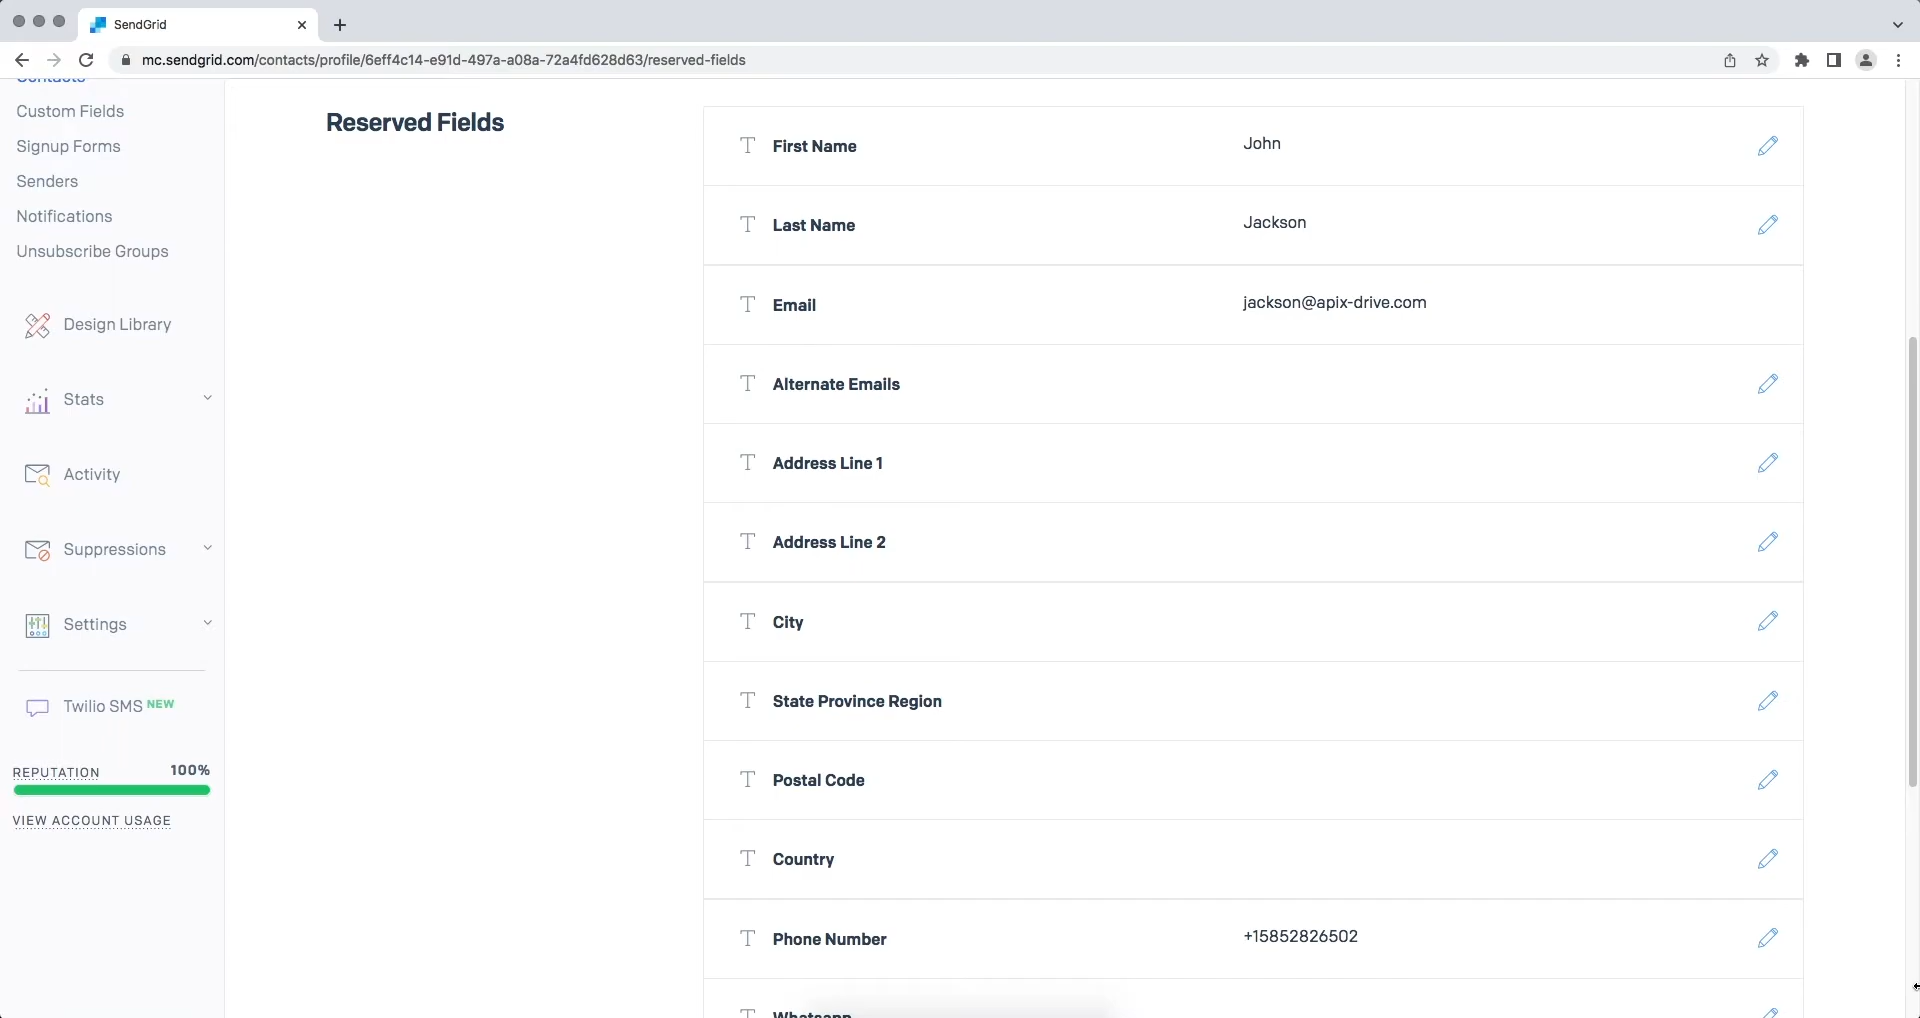 SendGrid
mc.sendgrid.com/contacts/profile/6eff4c14-e91d-497a-a08a-72a4fd628d63/reserved-fields
Contacts
Custom Fields
Signup Forms
Senders
Notifications
Unsubscribe Groups
Design Library
Stats
Activity
Suppressions
Settings
Twilio SMS NEW
REPUTATION 100%
VIEW ACCOUNT USAGE
Reserved Fields
First Name John
Last Name Jackson
Email jackson@apix-drive.com
Alternate Emails
Address Line 1
Address Line 2
City
State Province Region
Postal Code
Country
Phone Number +15852826502
Whatsapp